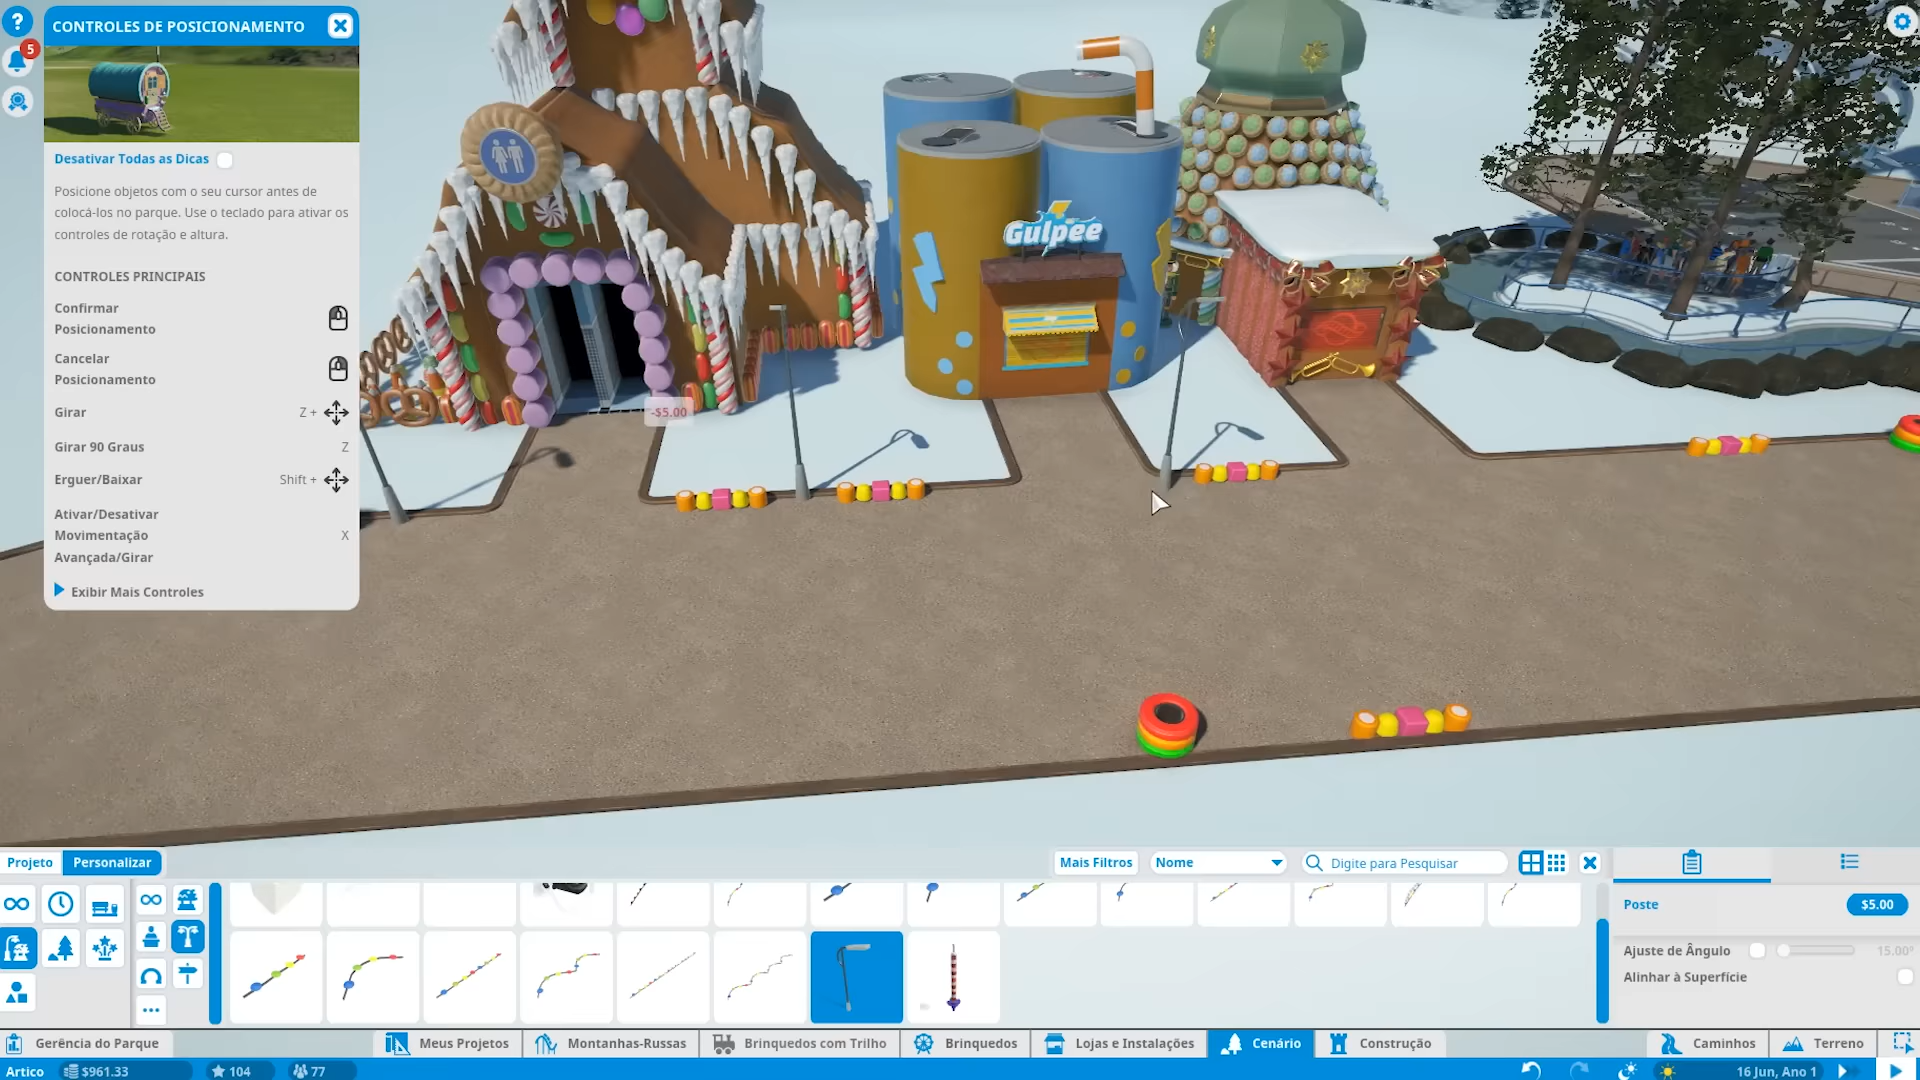 ?
5
CONTROLES DE POSICIONAMENTO
Desativar Todas as Dicas
Posicione objetos com o seu cursor antes de
colocá-los no parque. Use o teclado para ativar os
controles de rotação e altura.
CONTROLES PRINCIPAIS
Confirmar
Posicionamento
Cancelar
Posicionamento
Girar Z +
Girar 90 Graus Z
Erguer/Baixar Shift +
Ativar/Desativar
Movimentação X
Avançada/Girar
Exibir Mais Controles
Gulpee
-$5.00
Projeto Personalizar
Mais Filtros Nome Digite para Pesquisar
Poste $5.00
Ajuste de Ângulo 15.00°
Alinhar à Superfície
Gerência do Parque Meus Projetos Montanhas-Russas Brinquedos com Trilho Brinquedos Lojas e Instalações Cenário Construção Caminhos Terreno
Artico $961.33 104 77 16 Jun, Ano 1